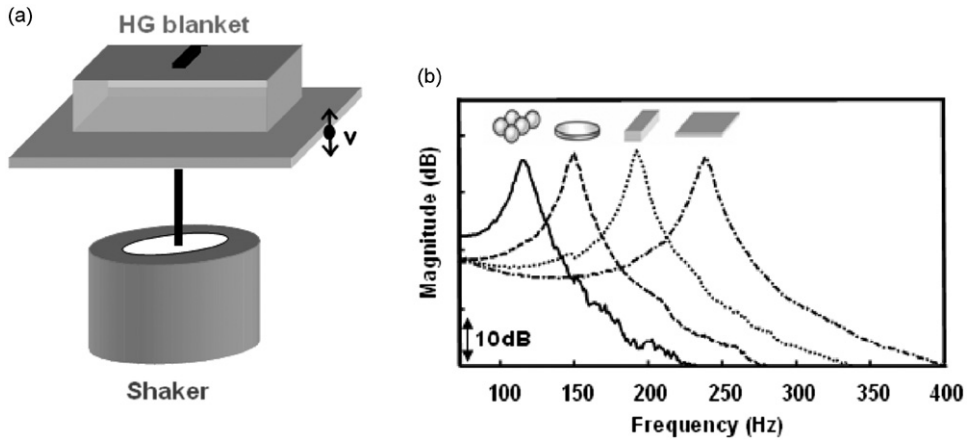 (a)
HG blanket
v
Shaker
(b)
Magnitude (dB)
10dB
100 150 200 250 300 350 400
Frequency (Hz)